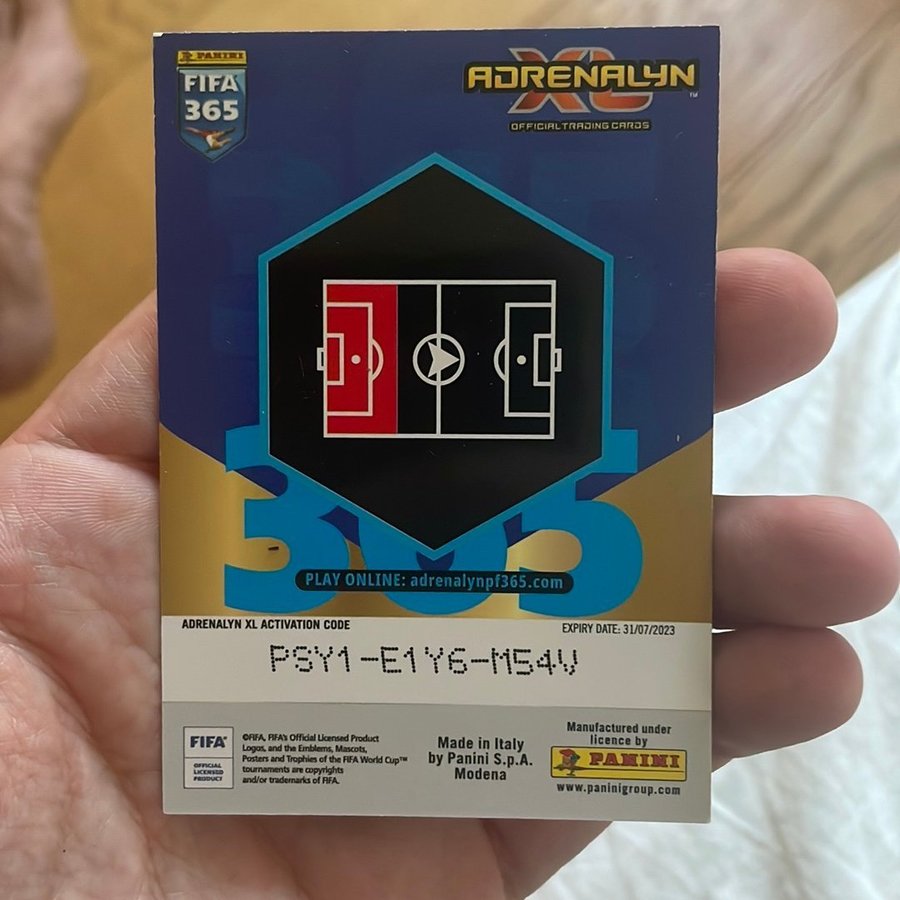 PANINI
FIFA
365
ADRENALYN
XL
™
OFFICIAL TRADING CARDS
365
PLAY ONLINE: adrenalynpf365.com
ADRENALYN XL ACTIVATION CODE
EXPIRY DATE: 31/07/2023
PSY1-E1Y6-M54V
FIFA®
OFFICIAL
LICENSED
PRODUCT
©FIFA, FIFA's Official Licensed Product
Logos, and the Emblems, Mascots,
Posters and Trophies of the FIFA World Cup™
tournaments are copyrights
and/or trademarks of FIFA.
Made in Italy
by Panini S.p.A.
Modena
Manufactured under
licence by
PANINI
www.paninigroup.com